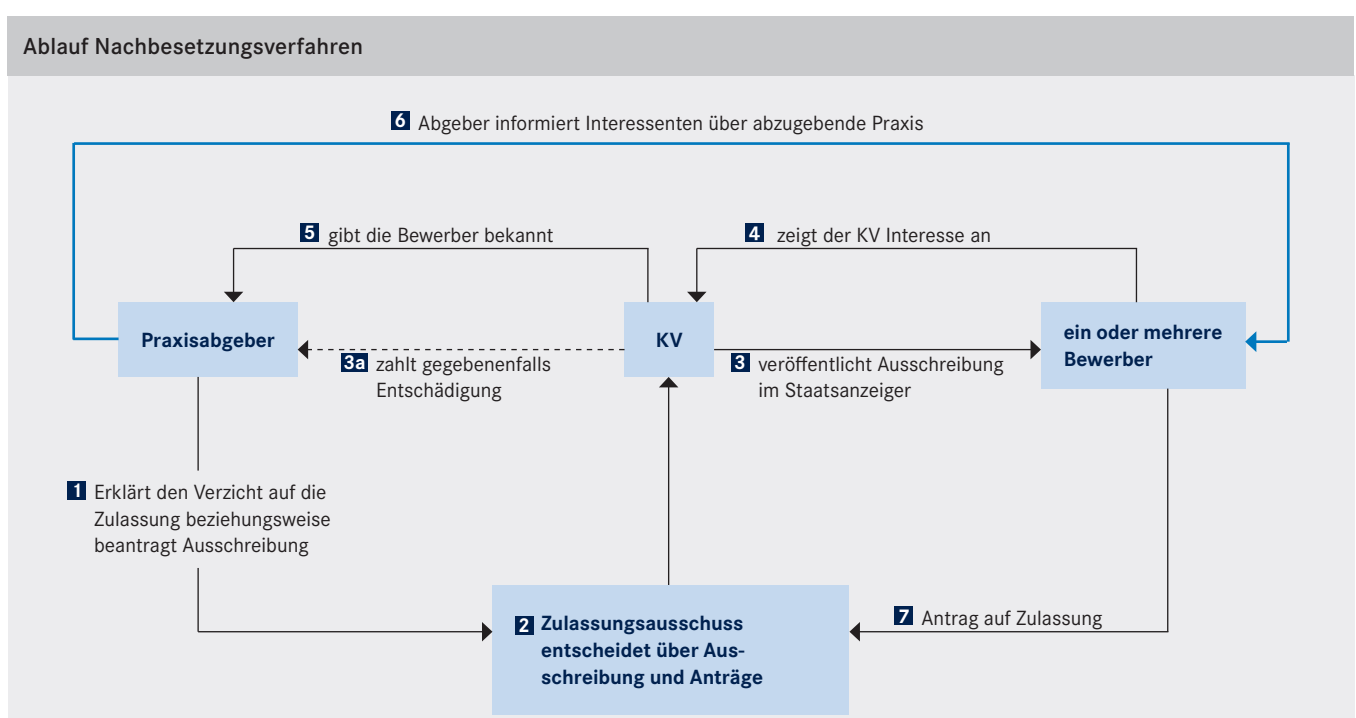 Ablauf Nachbesetzungsverfahren
6 Abgeber informiert Interessenten über abzugebende Praxis
5 gibt die Bewerber bekannt
4 zeigt der KV Interesse an
Praxisabgeber
KV
ein oder mehrere
Bewerber
3a zahlt gegebenenfalls
Entschädigung
3 veröffentlicht Ausschreibung
im Staatsanzeiger
1 Erklärt den Verzicht auf die
Zulassung beziehungsweise
beantragt Ausschreibung
2 Zulassungsausschuss
entscheidet über Aus-
schreibung und Anträge
7 Antrag auf Zulassung